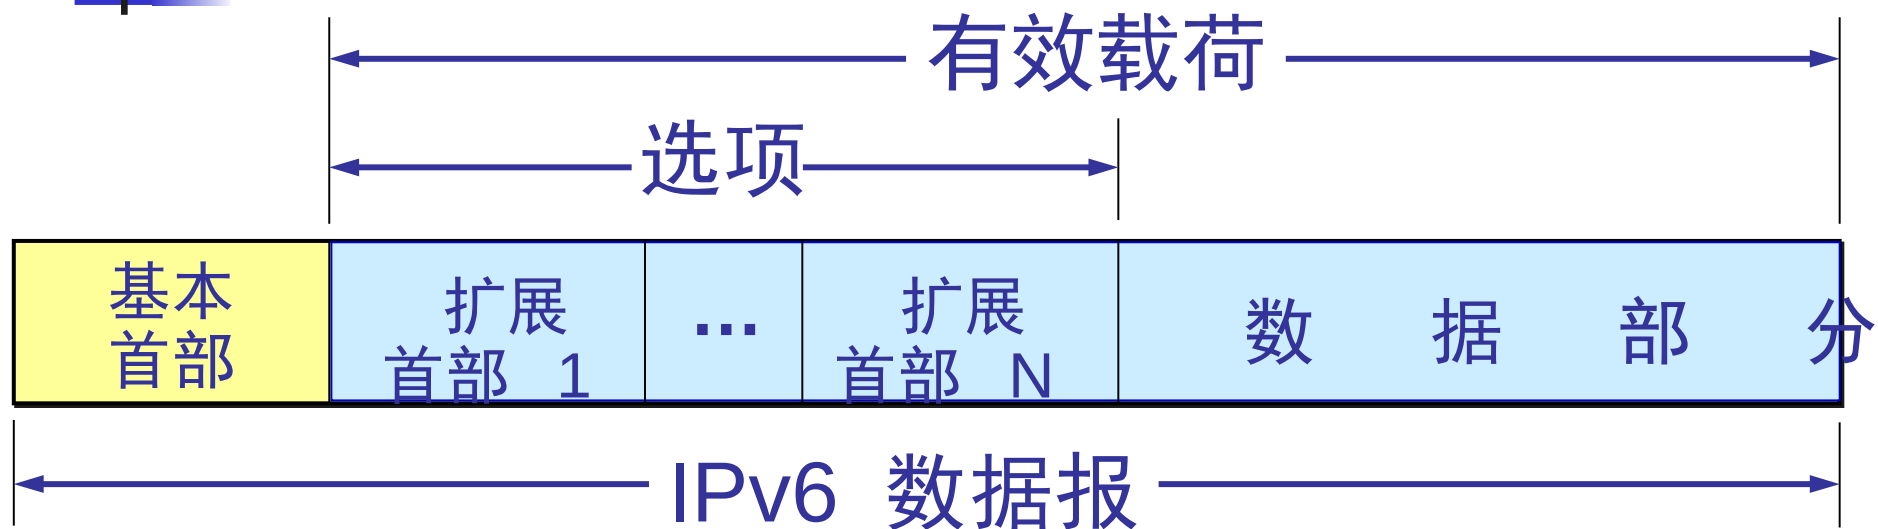 有效载荷
选项
基本
首部
扩展
首部 1
...
扩展
首部 N
数据部分
IPv6 数据报